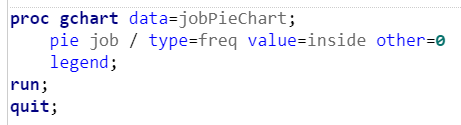 proc gchart data=jobPieChart;
pie job / type=freq value=inside other=0
legend;
run;
quit;